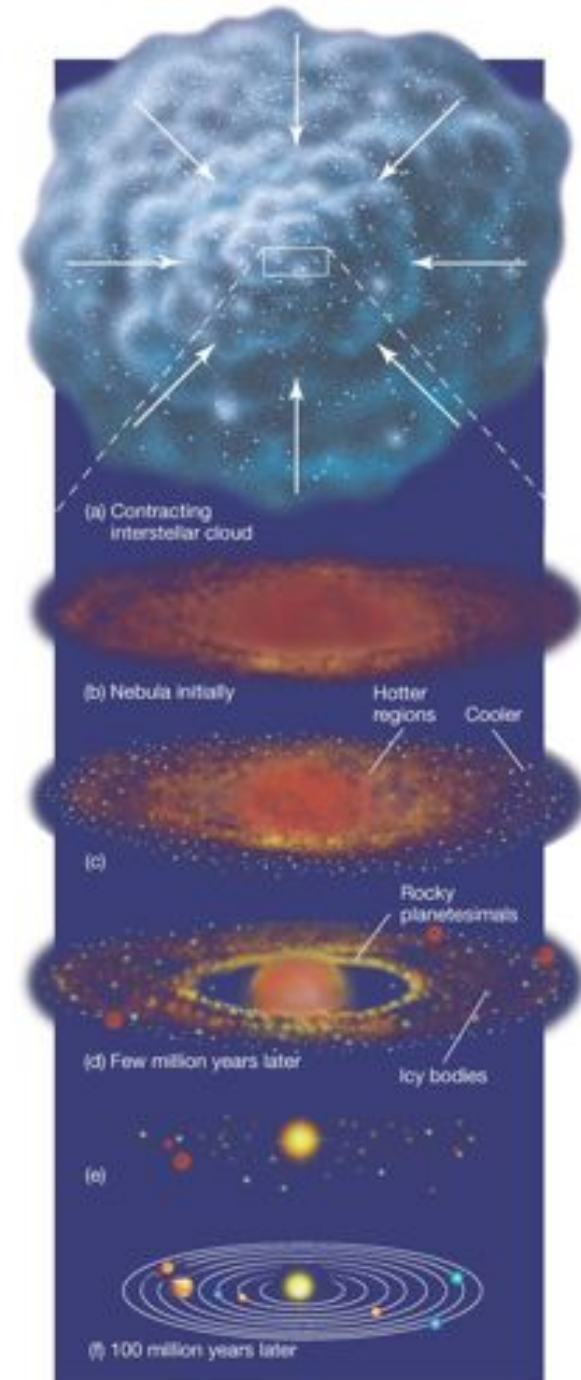 (a) Contracting
interstellar cloud
(b) Nebula initially
Hotter
regions
Cooler
(c)
Rocky
planetesimals
(d) Few million years later
Icy bodies
(e)
(f) 100 million years later